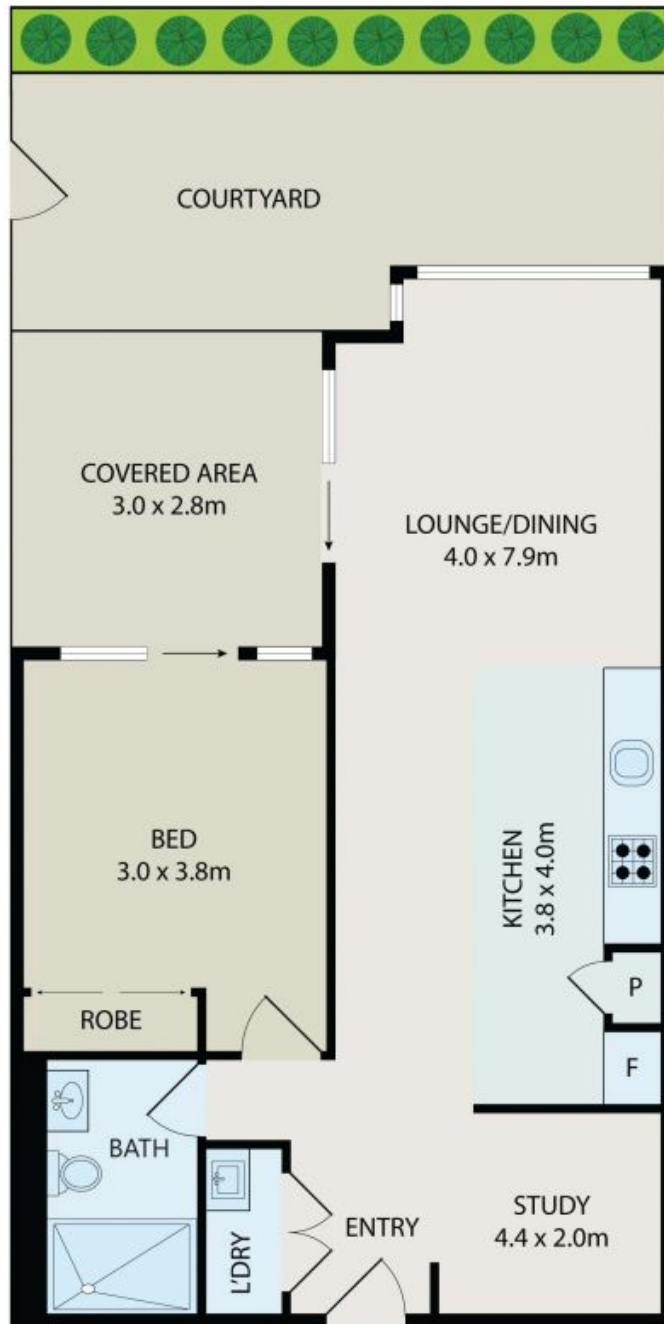 COURTYARD
COVERED AREA
3.0 x 2.8m
LOUNGE/DINING
4.0 x 7.9m
BED
3.0 x 3.8m
KITCHEN
3.8 x 4.0m
ROBE
P
F
BATH
L'DRY
ENTRY
STUDY
4.4 x 2.0m